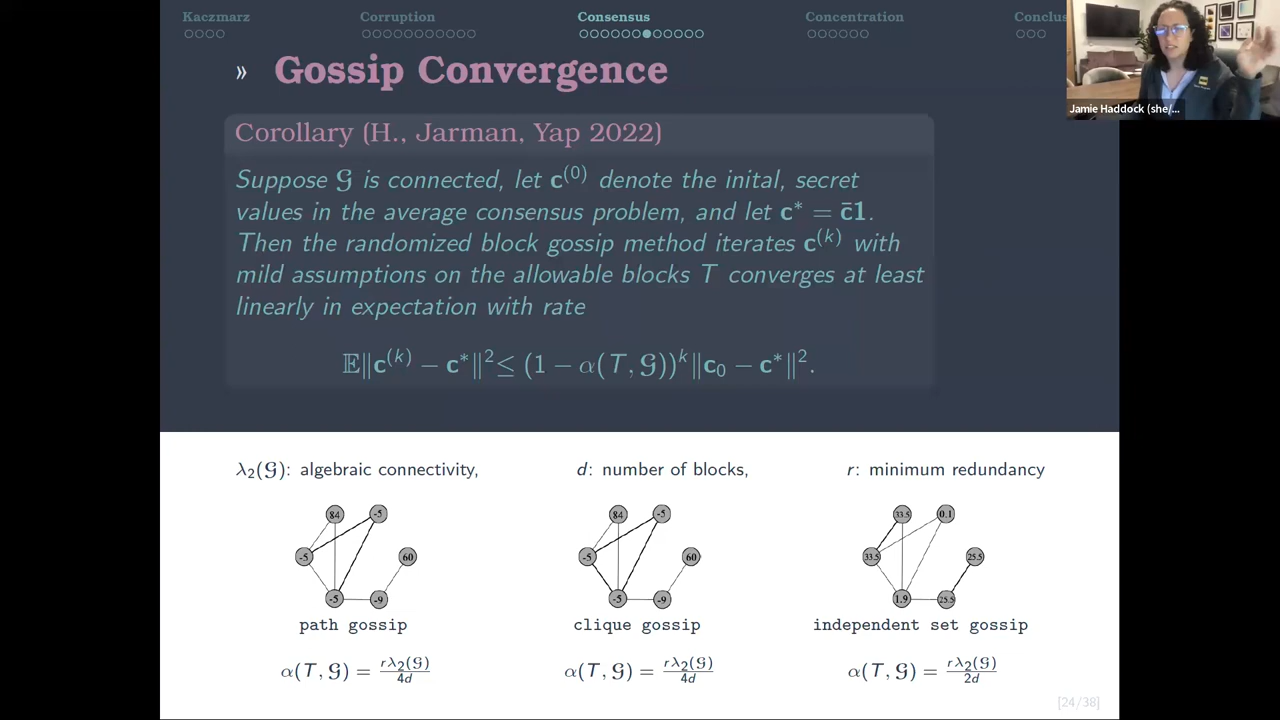 Kaczmarz Corruption Consensus Concentration Conclus
» Gossip Convergence
Corollary (H., Jarman, Yap 2022)
Suppose 𝒢 is connected, let c⁽⁰⁾ denote the inital, secret
values in the average consensus problem, and let c* = c̄1.
Then the randomized block gossip method iterates c⁽ᵏ⁾ with
mild assumptions on the allowable blocks T converges at least
linearly in expectation with rate
𝔼‖c⁽ᵏ⁾ − c*‖² ≤ (1 − α(T, 𝒢))ᵏ‖c₀ − c*‖².
Jamie Haddock (she/...
λ₂(𝒢): algebraic connectivity, d: number of blocks, r: minimum redundancy
84 -5 84 -5 33.5 0.1
-5 60 -5 60 33.5 25.5
-5 -9 -5 -9 1.9 25.5
path gossip clique gossip independent set gossip
α(T, 𝒢) = rλ₂(𝒢)/4d α(T, 𝒢) = rλ₂(𝒢)/4d α(T, 𝒢) = rλ₂(𝒢)/2d
[24/38]